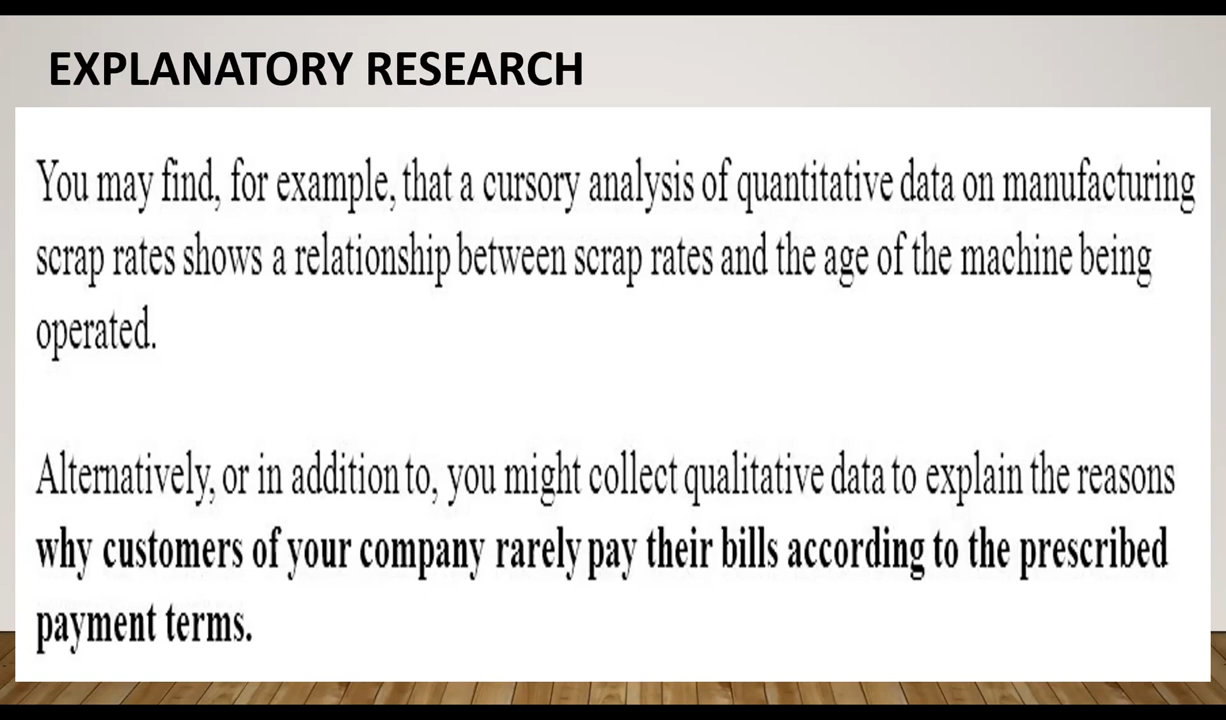 EXPLANATORY RESEARCH
You may find, for example, that a cursory analysis of quantitative data on manufacturing
scrap rates shows a relationship between scrap rates and the age of the machine being
operated.
Alternatively, or in addition to, you might collect qualitative data to explain the reasons
why customers of your company rarely pay their bills according to the prescribed
payment terms.